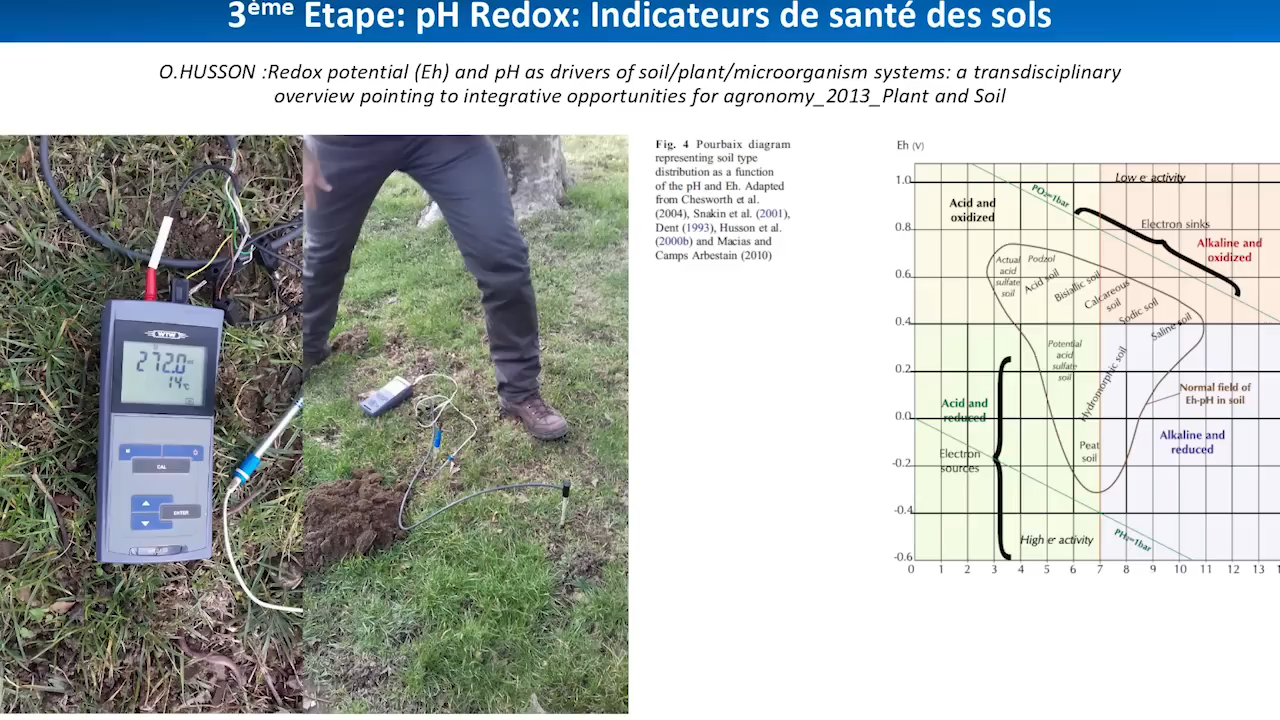 3ème Etape: pH Redox: Indicateurs de santé des sols
O.HUSSON :Redox potential (Eh) and pH as drivers of soil/plant/microorganism systems: a transdisciplinary
overview pointing to integrative opportunities for agronomy_2013_Plant and Soil
WTW
272.0
14°C
CAL
ENTER
Fig. 4 Pourbaix diagram
representing soil type
distribution as a function
of the pH and Eh. Adapted
from Chesworth et al.
(2004), Snakin et al. (2001),
Dent (1993), Husson et al.
(2000b) and Macias and
Camps Arbestain (2010)
Eh (V)
1.0
0.8
0.6
0.4
0.2
0.0
-0.2
-0.4
-0.6
0 1 2 3 4 5 6 7 8 9 10 11 12 13
Low e- activity
PO₂=1bar
Acid and
oxidized
Electron sinks
Alkaline and
oxidized
Actual
acid
sulfate
soil
Podzol
Acid soil
Bisiallic soil
Calcareous
soil
Sodic soil
Saline soil
Potential
acid
sulfate
soil
Hydromorphic soil
Normal field of
Eh-pH in soil
Acid and
reduced
Alkaline and
reduced
Electron
sources
Peat
soil
High e- activity
PH₂=1bar